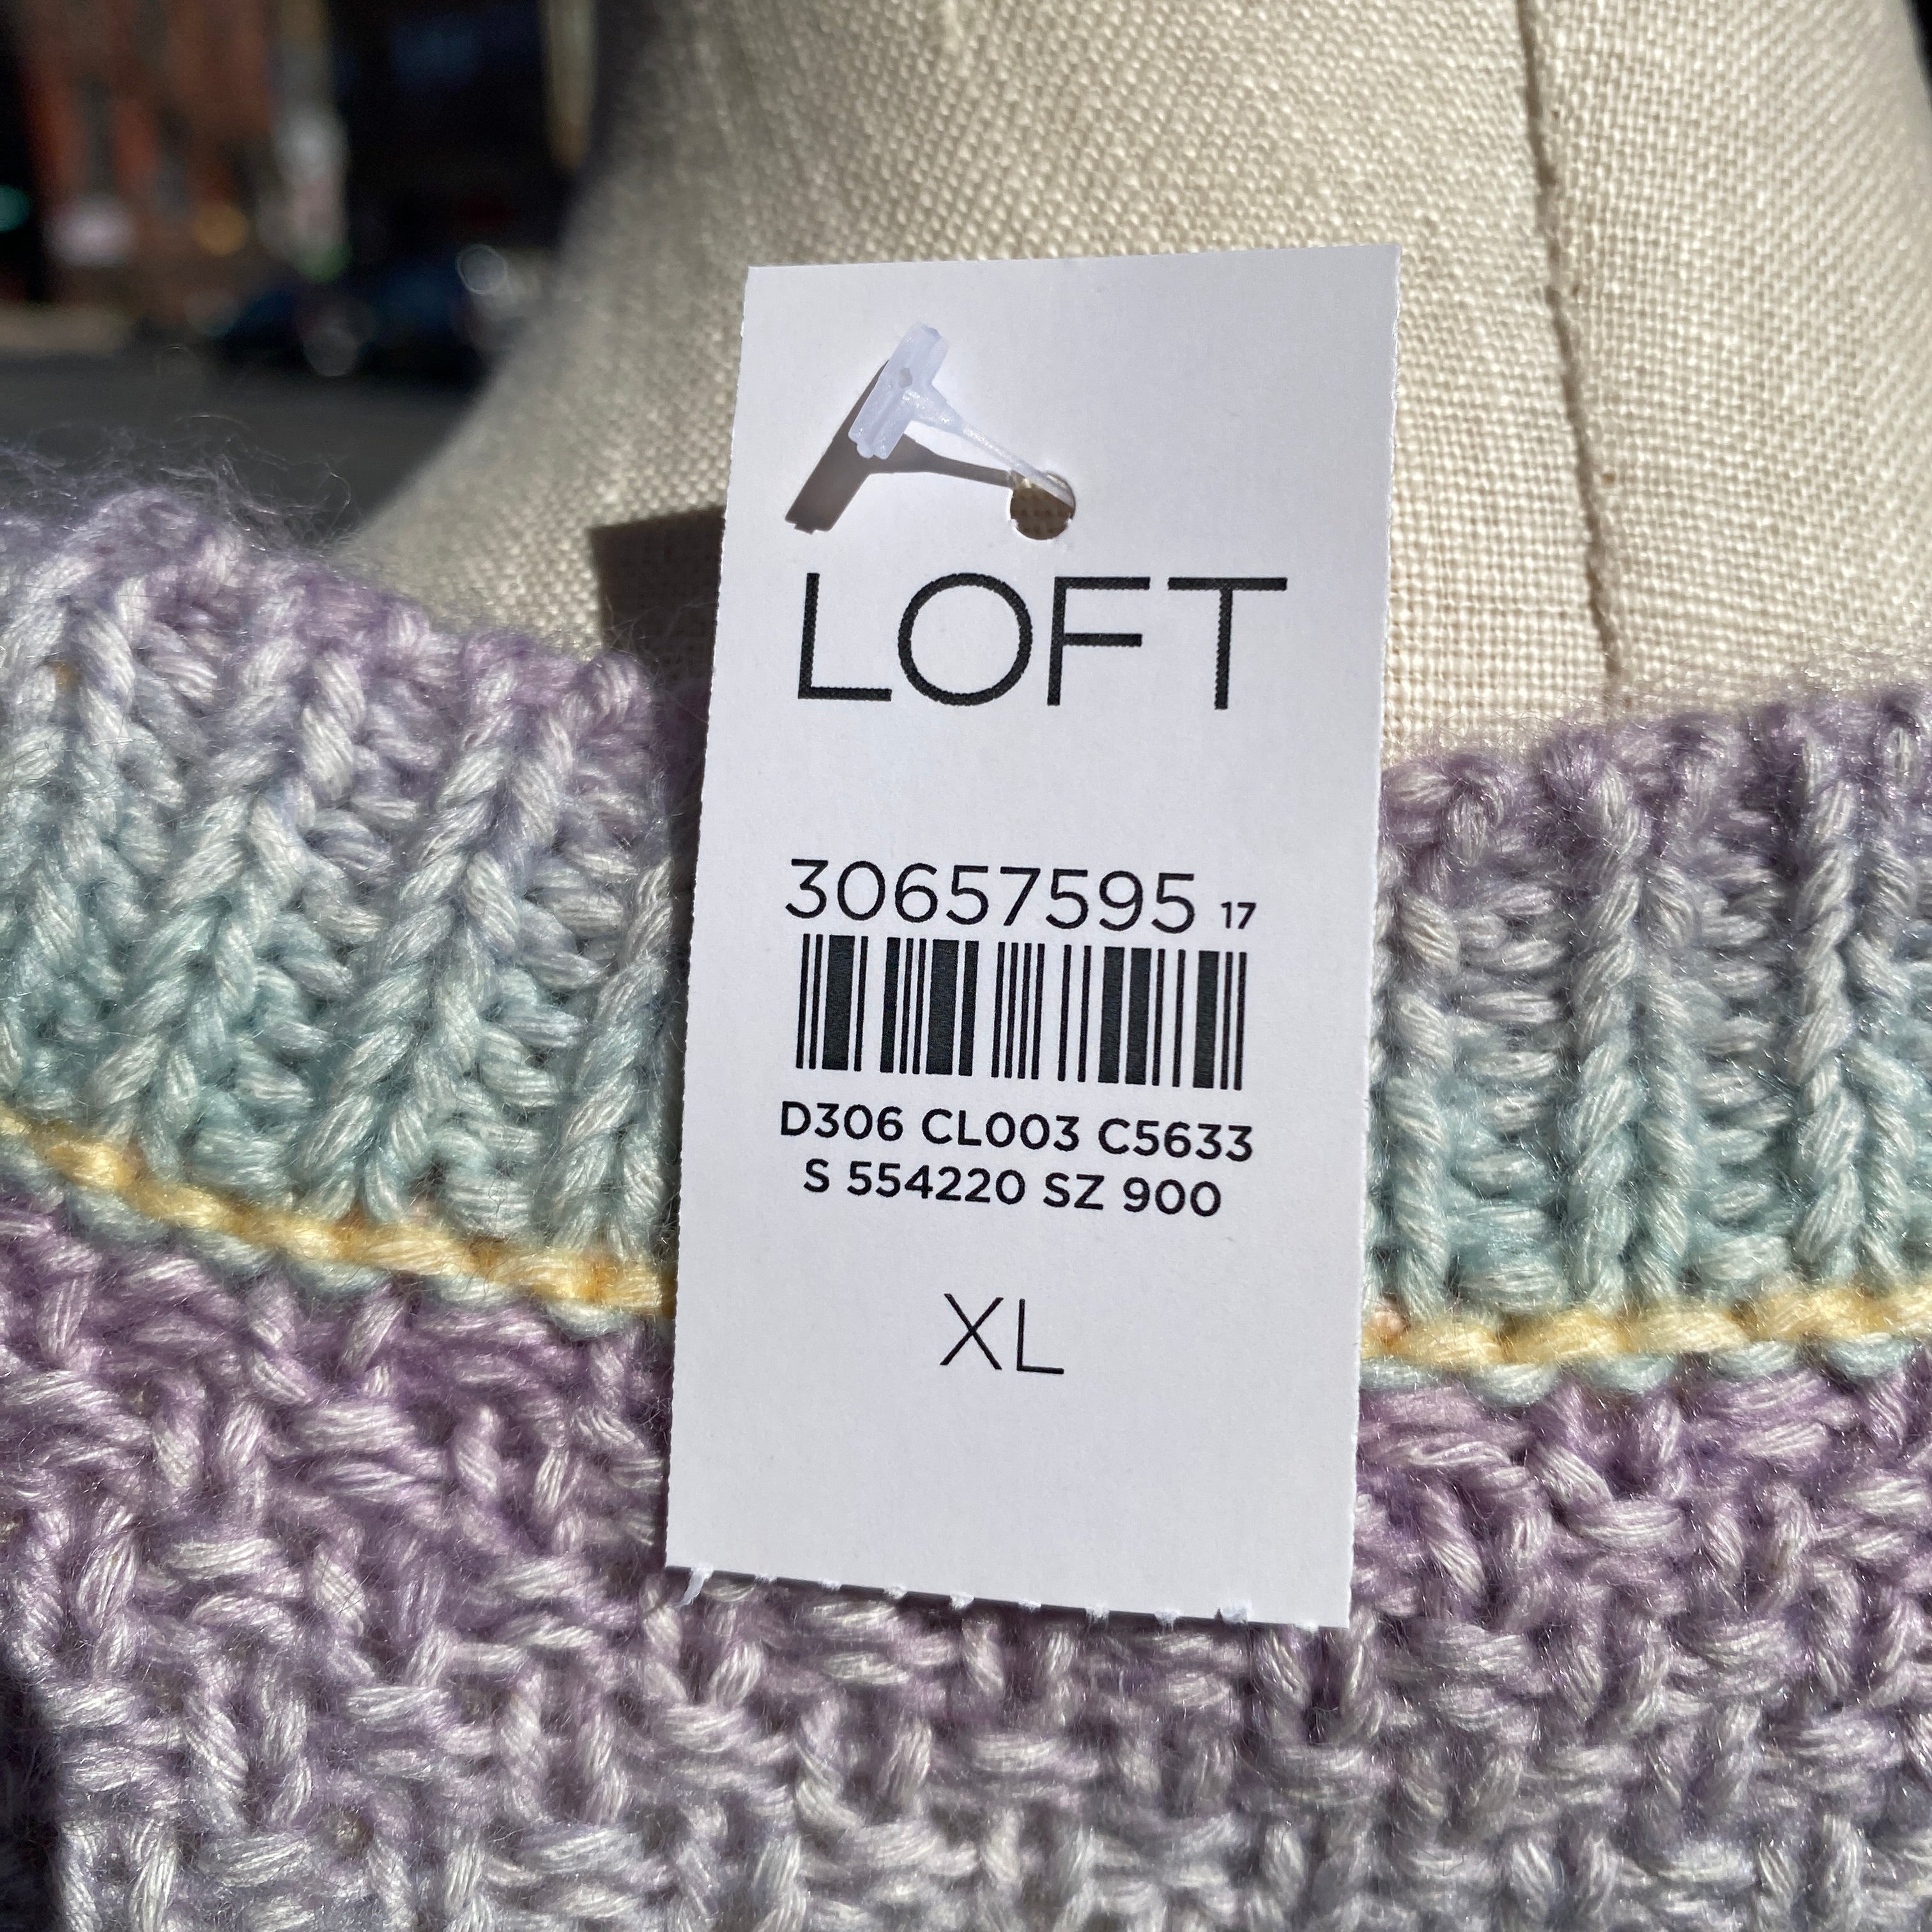 LOFT
30657595 17
D306 CL003 C5633
S 554220 SZ 900
XL